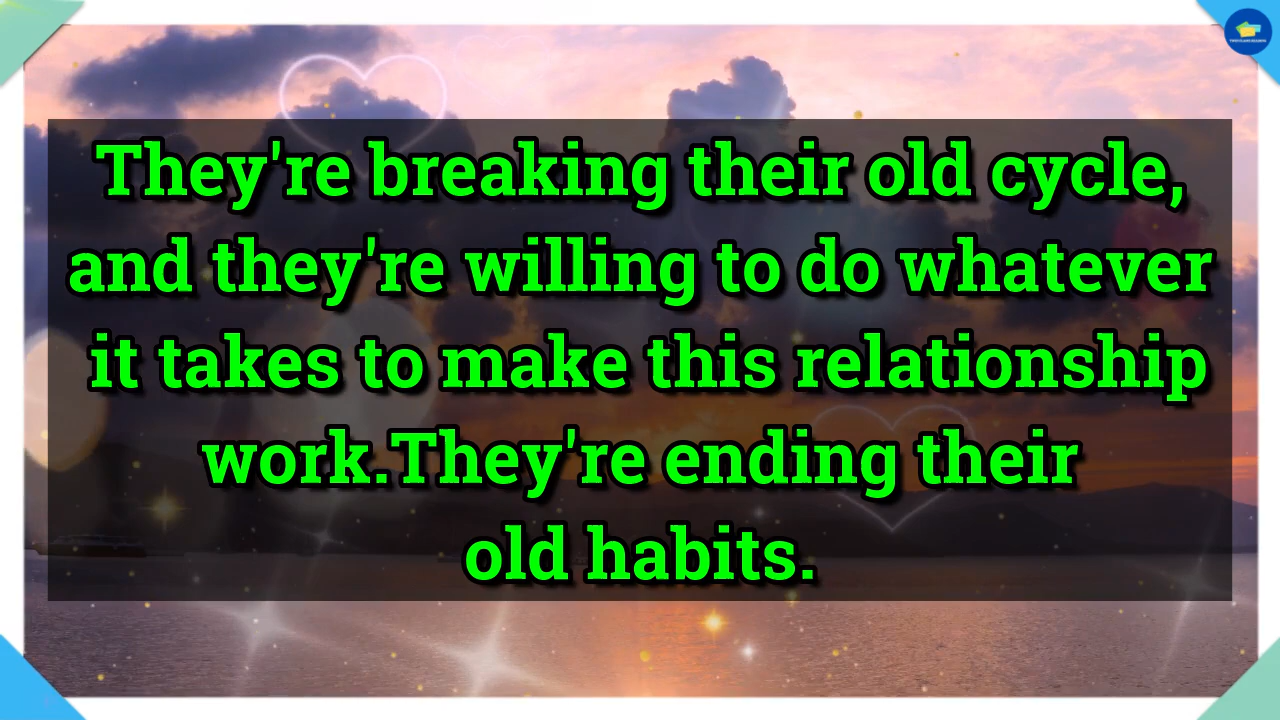 They're breaking their old cycle,
and they're willing to do whatever
it takes to make this relationship
work.They're ending their
old habits.